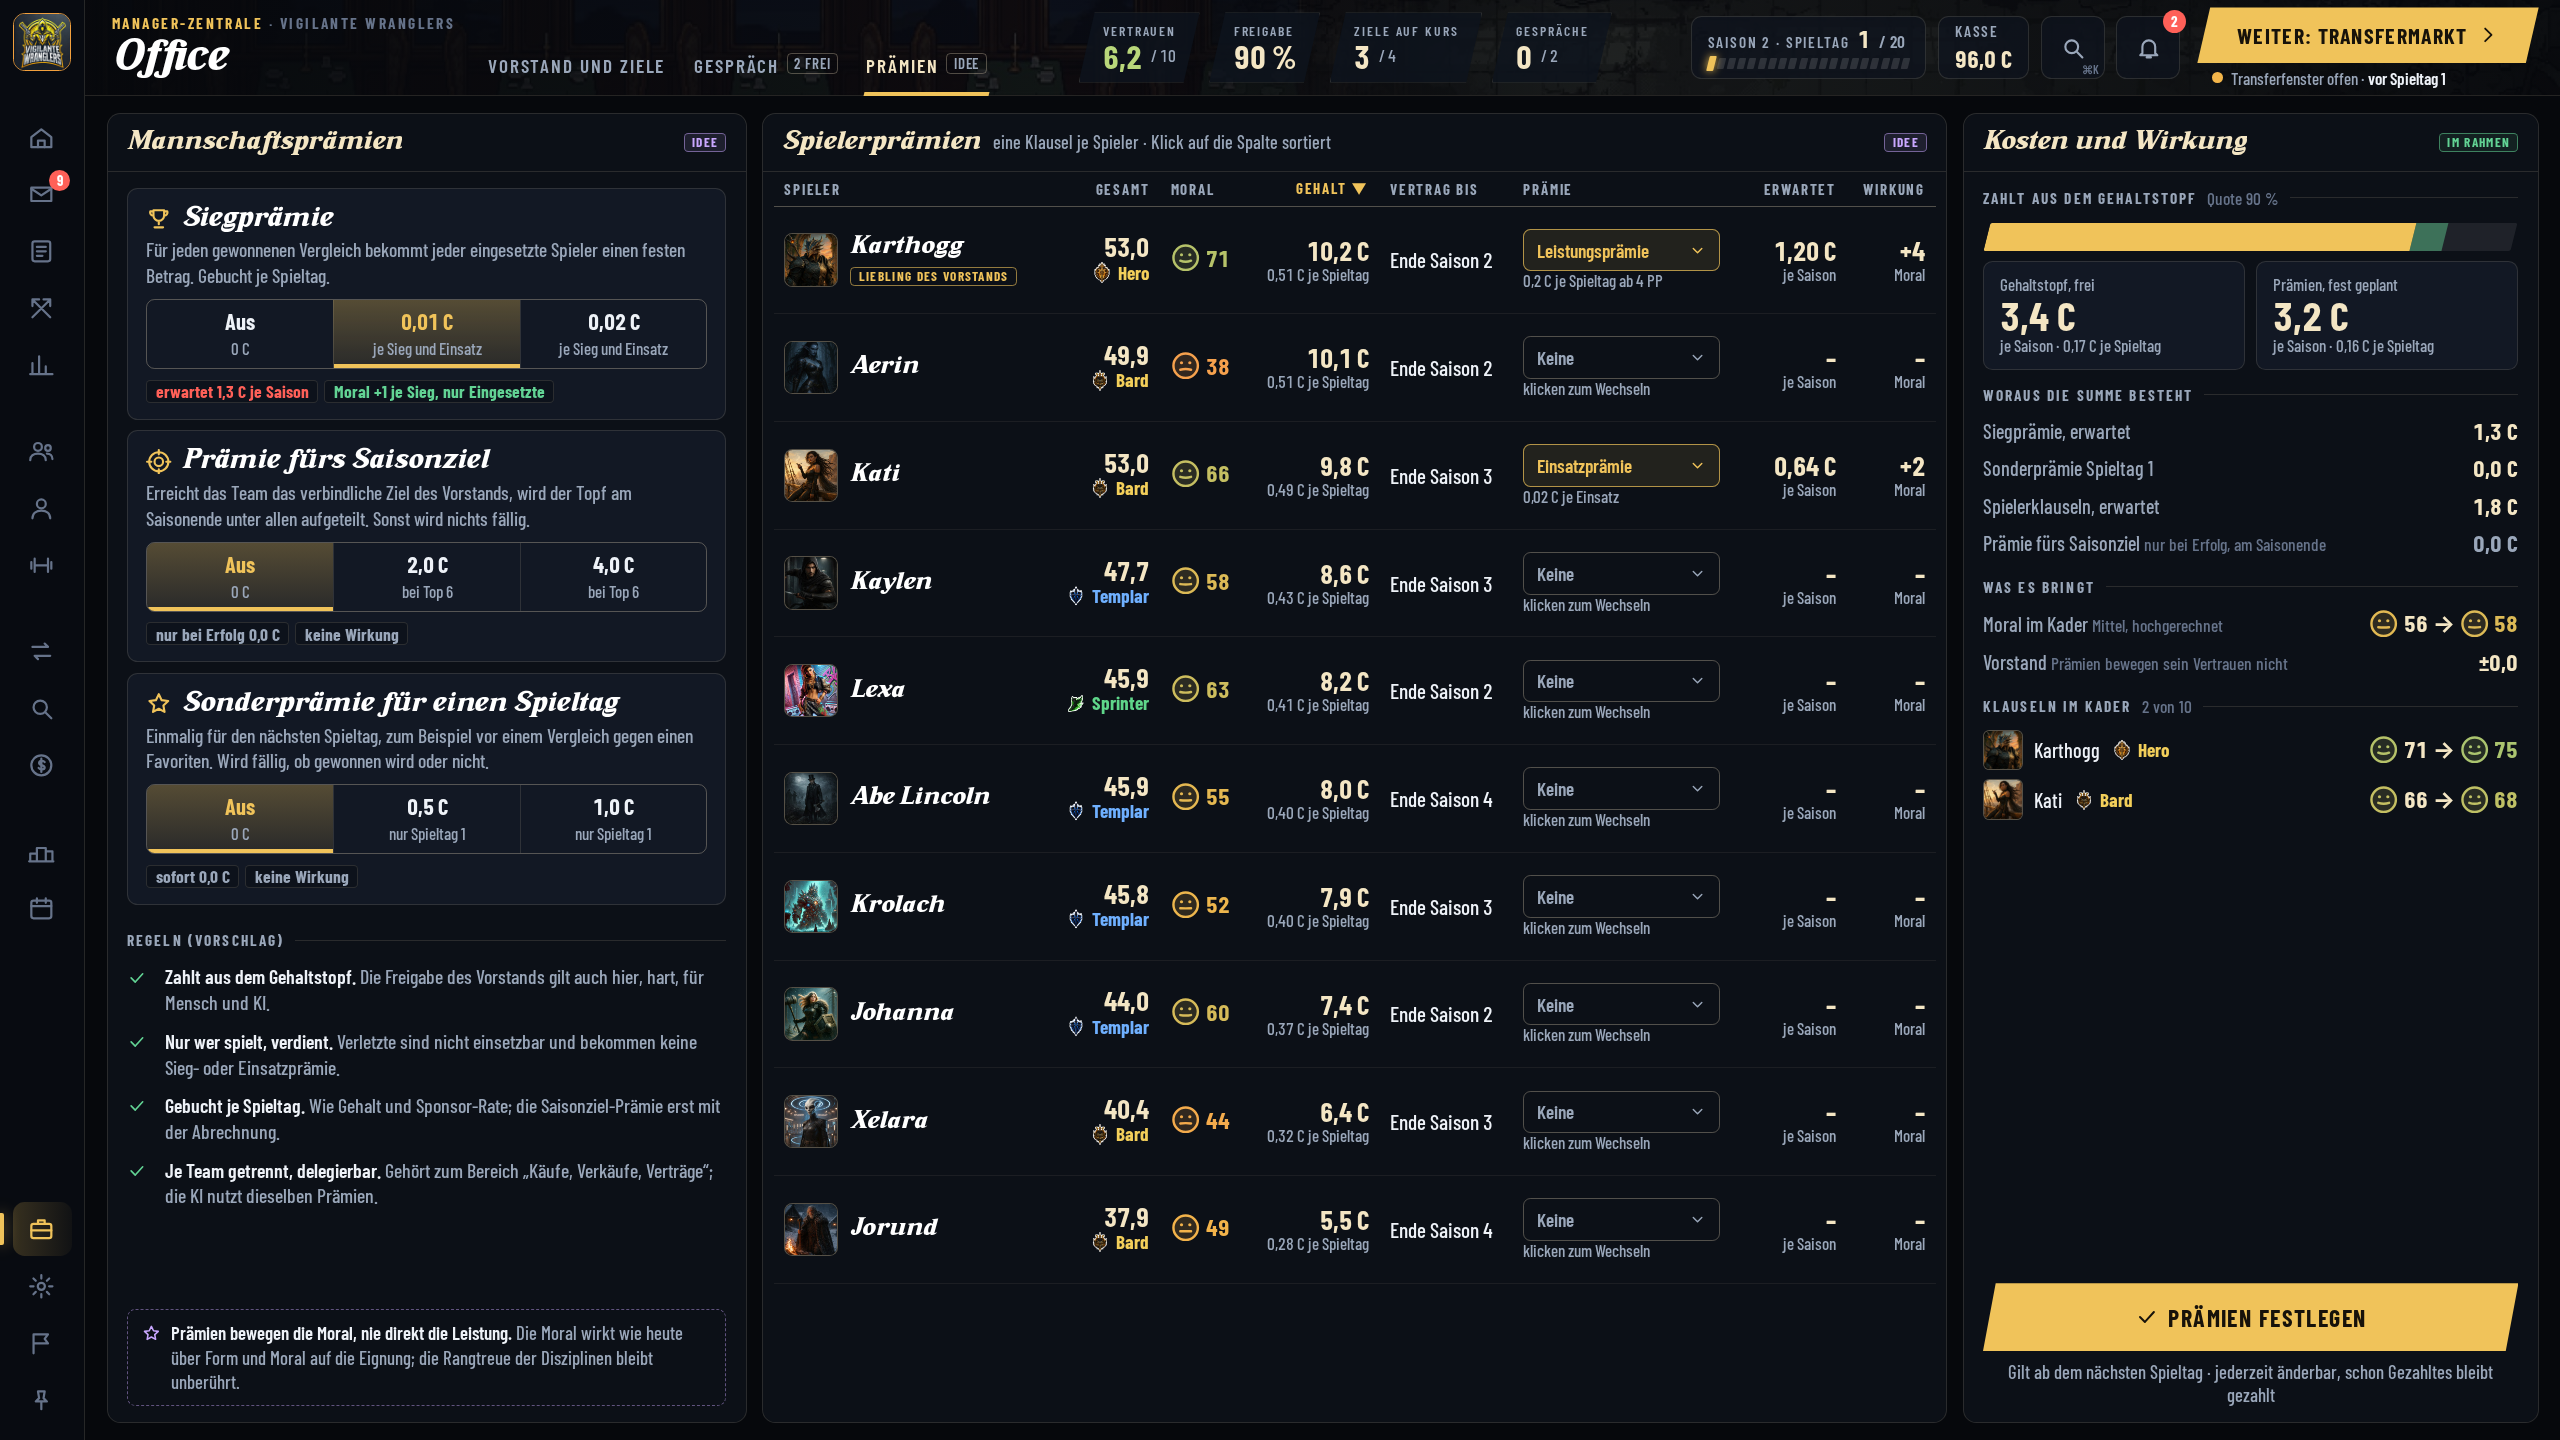 MANAGER-ZENTRALE · VIGILANTE WRANGLERS
Office
VORSTAND UND ZIELE
GESPRÄCH 2 FREI
PRÄMIEN IDEE
VERTRAUEN
6,2 / 10
FREIGABE
90 %
ZIELE AUF KURS
3 / 4
GESPRÄCHE
0 / 2
SAISON 2 · SPIELTAG 1 / 20
KASSE
96,0 C
⌘K
2
WEITER: TRANSFERMARKT
Transferfenster offen · vor Spieltag 1
9
Mannschaftsprämien IDEE
Siegprämie
Für jeden gewonnenen Vergleich bekommt jeder eingesetzte Spieler einen festen
Betrag. Gebucht je Spieltag.
Aus 0,01 C 0,02 C
0 C je Sieg und Einsatz je Sieg und Einsatz
erwartet 1,3 C je Saison Moral +1 je Sieg, nur Eingesetzte
Prämie fürs Saisonziel
Erreicht das Team das verbindliche Ziel des Vorstands, wird der Topf am
Saisonende unter allen aufgeteilt. Sonst wird nichts fällig.
Aus 2,0 C 4,0 C
0 C bei Top 6 bei Top 6
nur bei Erfolg 0,0 C keine Wirkung
Sonderprämie für einen Spieltag
Einmalig für den nächsten Spieltag, zum Beispiel vor einem Vergleich gegen einen
Favoriten. Wird fällig, ob gewonnen wird oder nicht.
Aus 0,5 C 1,0 C
0 C nur Spieltag 1 nur Spieltag 1
sofort 0,0 C keine Wirkung
REGELN (VORSCHLAG)
Zahlt aus dem Gehaltstopf. Die Freigabe des Vorstands gilt auch hier, hart, für
Mensch und KI.
Nur wer spielt, verdient. Verletzte sind nicht einsetzbar und bekommen keine
Sieg- oder Einsatzprämie.
Gebucht je Spieltag. Wie Gehalt und Sponsor-Rate; die Saisonziel-Prämie erst mit
der Abrechnung.
Je Team getrennt, delegierbar. Gehört zum Bereich „Käufe, Verkäufe, Verträge“;
die KI nutzt dieselben Prämien.
Prämien bewegen die Moral, nie direkt die Leistung. Die Moral wirkt wie heute
über Form und Moral auf die Eignung; die Rangtreue der Disziplinen bleibt
unberührt.
Spielerprämien eine Klausel je Spieler · Klick auf die Spalte sortiert IDEE
SPIELER GESAMT MORAL GEHALT ▼ VERTRAG BIS PRÄMIE ERWARTET WIRKUNG
Karthogg 53,0 71 10,2 C Ende Saison 2 Leistungsprämie 1,20 C +4
LIEBLING DES VORSTANDS Hero 0,51 C je Spieltag 0,2 C je Spieltag ab 4 PP je Saison Moral
Aerin 49,9 38 10,1 C Ende Saison 2 Keine – –
Bard 0,51 C je Spieltag klicken zum Wechseln je Saison Moral
Kati 53,0 66 9,8 C Ende Saison 3 Einsatzprämie 0,64 C +2
Bard 0,49 C je Spieltag 0,02 C je Einsatz je Saison Moral
Kaylen 47,7 58 8,6 C Ende Saison 3 Keine – –
Templar 0,43 C je Spieltag klicken zum Wechseln je Saison Moral
Lexa 45,9 63 8,2 C Ende Saison 2 Keine – –
Sprinter 0,41 C je Spieltag klicken zum Wechseln je Saison Moral
Abe Lincoln 45,9 55 8,0 C Ende Saison 4 Keine – –
Templar 0,40 C je Spieltag klicken zum Wechseln je Saison Moral
Krolach 45,8 52 7,9 C Ende Saison 3 Keine – –
Templar 0,40 C je Spieltag klicken zum Wechseln je Saison Moral
Johanna 44,0 60 7,4 C Ende Saison 2 Keine – –
Templar 0,37 C je Spieltag klicken zum Wechseln je Saison Moral
Xelara 40,4 44 6,4 C Ende Saison 3 Keine – –
Bard 0,32 C je Spieltag klicken zum Wechseln je Saison Moral
Jorund 37,9 49 5,5 C Ende Saison 4 Keine – –
Bard 0,28 C je Spieltag klicken zum Wechseln je Saison Moral
Kosten und Wirkung IM RAHMEN
ZAHLT AUS DEM GEHALTSTOPF Quote 90 %
Gehaltstopf, frei
3,4 C
je Saison · 0,17 C je Spieltag
Prämien, fest geplant
3,2 C
je Saison · 0,16 C je Spieltag
WORAUS DIE SUMME BESTEHT
Siegprämie, erwartet 1,3 C
Sonderprämie Spieltag 1 0,0 C
Spielerklauseln, erwartet 1,8 C
Prämie fürs Saisonziel nur bei Erfolg, am Saisonende 0,0 C
WAS ES BRINGT
Moral im Kader Mittel, hochgerechnet 56 → 58
Vorstand Prämien bewegen sein Vertrauen nicht ±0,0
KLAUSELN IM KADER 2 von 10
Karthogg Hero 71 → 75
Kati Bard 66 → 68
PRÄMIEN FESTLEGEN
Gilt ab dem nächsten Spieltag · jederzeit änderbar, schon Gezahltes bleibt
gezahlt